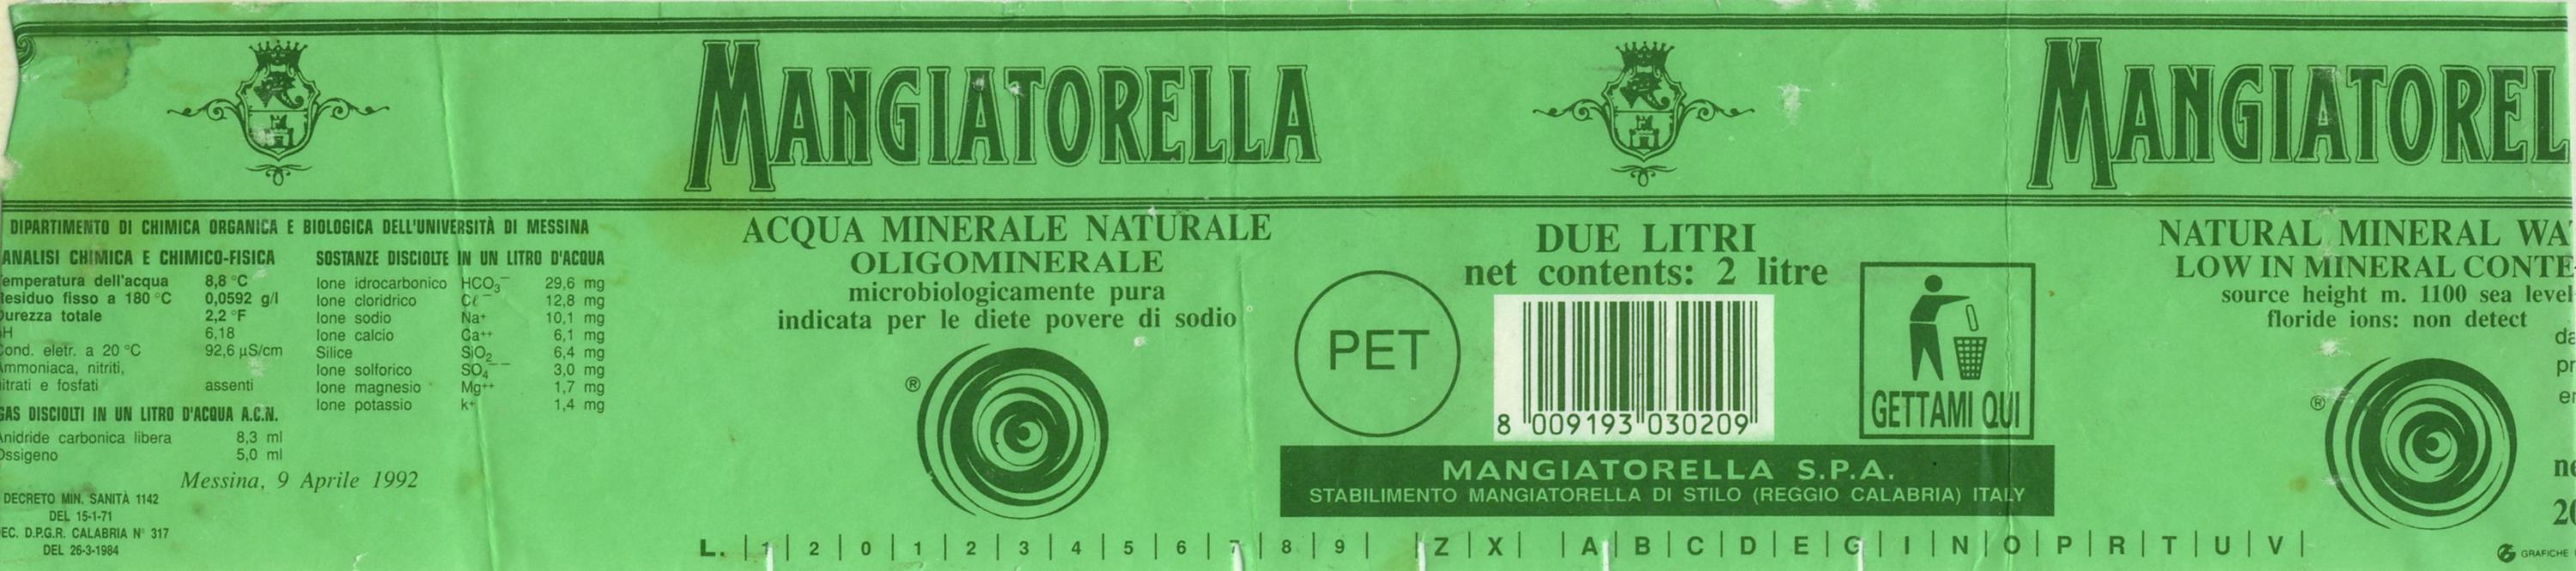 MANGIATORELLA
MANGIATOREL
DIPARTIMENTO DI CHIMICA ORGANICA E BIOLOGICA DELL'UNIVERSITÀ DI MESSINA
ANALISI CHIMICA E CHIMICO-FISICA
emperatura dell'acqua 8,8 °C
esiduo fisso a 180 °C 0,0592 g/l
urezza totale 2,2 °F
H 6,18
ond. eletr. a 20 °C 92,6 µS/cm
mmoniaca, nitriti,
itrati e fosfati assenti
GAS DISCIOLTI IN UN LITRO D'ACQUA A.C.N.
nidride carbonica libera 8,3 ml
Ossigeno 5,0 ml
SOSTANZE DISCIOLTE IN UN LITRO D'ACQUA
Ione idrocarbonico HCO₃⁻ 29,6 mg
Ione cloridrico Cℓ⁻ 12,8 mg
Ione sodio Na⁺ 10,1 mg
Ione calcio Ca⁺⁺ 6,1 mg
Silice SiO₂ 6,4 mg
Ione solforico SO₄⁻⁻ 3,0 mg
Ione magnesio Mg⁺⁺ 1,7 mg
Ione potassio k⁺ 1,4 mg
Messina, 9 Aprile 1992
DECRETO MIN. SANITÀ 1142
DEL 15-1-71
EC. D.P.G.R. CALABRIA N° 317
DEL 26-3-1984
ACQUA MINERALE NATURALE
OLIGOMINERALE
microbiologicamente pura
indicata per le diete povere di sodio
®
DUE LITRI
net contents: 2 litre
PET
8 009193 030209
GETTAMI QUI
MANGIATORELLA S.P.A.
STABILIMENTO MANGIATORELLA DI STILO (REGGIO CALABRIA) ITALY
NATURAL MINERAL WA
LOW IN MINERAL CONTE
source height m. 1100 sea level
floride ions: non detect
®
da
pr
er
ne
20
L. | 1 | 2 | 0 | 1 | 2 | 3 | 4 | 5 | 6 | 7 | 8 | 9 | | Z | X | | A | B | C | D | E | G | I | N | O | P | R | T | U | V |
GRAFICHE